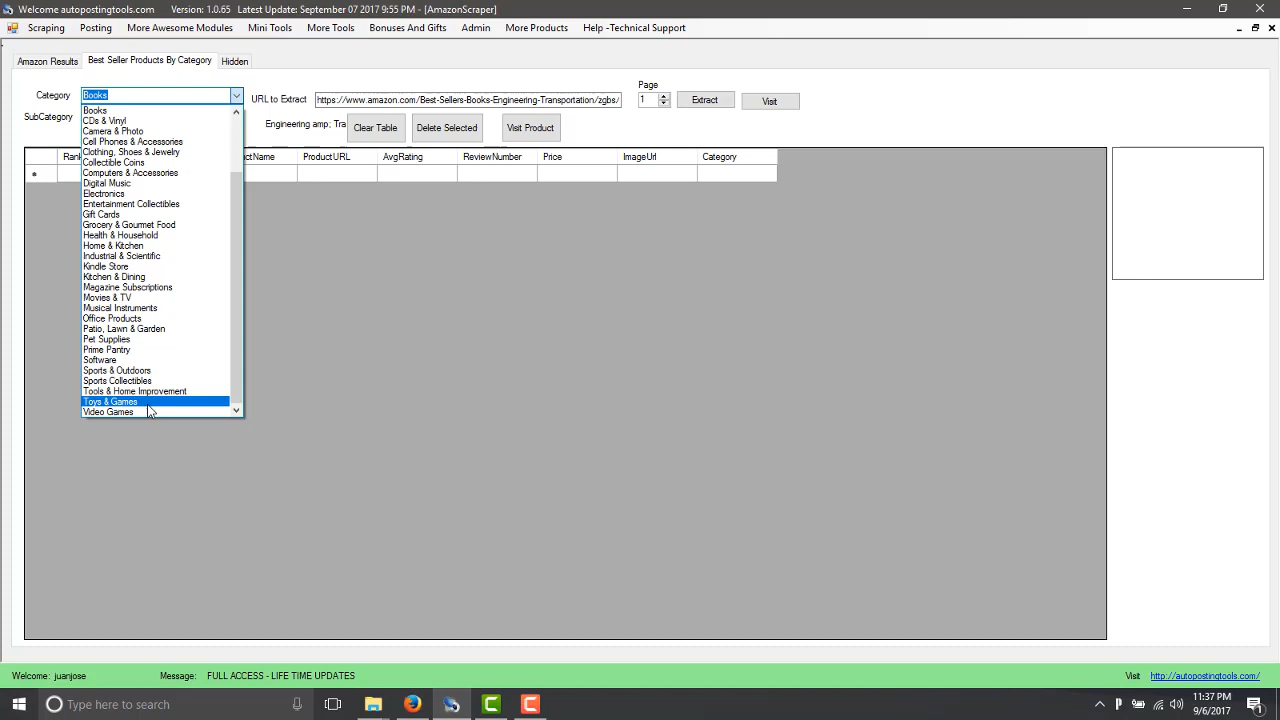 Welcome autopostingtools.com Version: 1.0.65 Latest Update: September 07 2017 9:55 PM - [AmazonScraper]
Scraping Posting More Awesome Modules Mini Tools More Tools Bonuses And Gifts Admin More Products Help -Technical Support
Amazon Results Best Seller Products By Category Hidden
Page
Category Books URL to Extract https://www.amazon.com/Best-Sellers-Books-Engineering-Transportation/zgbs/ 1 Extract Visit
SubCategory Engineering amp; Tra Clear Table Delete Selected Visit Product
Books
CDs & Vinyl
Camera & Photo
Cell Phones & Accessories
Clothing, Shoes & Jewelry
Rank ctName ProductURL AvgRating ReviewNumber Price ImageUrl Category
Collectible Coins
Computers & Accessories
Digital Music
Electronics
Entertainment Collectibles
Gift Cards
Grocery & Gourmet Food
Health & Household
Home & Kitchen
Industrial & Scientific
Kindle Store
Kitchen & Dining
Magazine Subscriptions
Movies & TV
Musical Instruments
Office Products
Patio, Lawn & Garden
Pet Supplies
Prime Pantry
Software
Sports & Outdoors
Sports Collectibles
Tools & Home Improvement
Toys & Games
Video Games
Welcome: juanjose Message: FULL ACCESS - LIFE TIME UPDATES Visit http://autopostingtools.com/
Type here to search 11:37 PM
9/6/2017